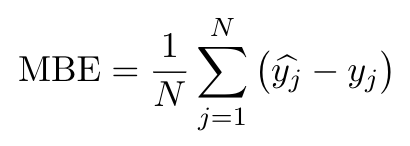 MBE = \frac{1}{N} \sum_{j=1}^{N} \left( \widehat{y_j} - y_j \right)